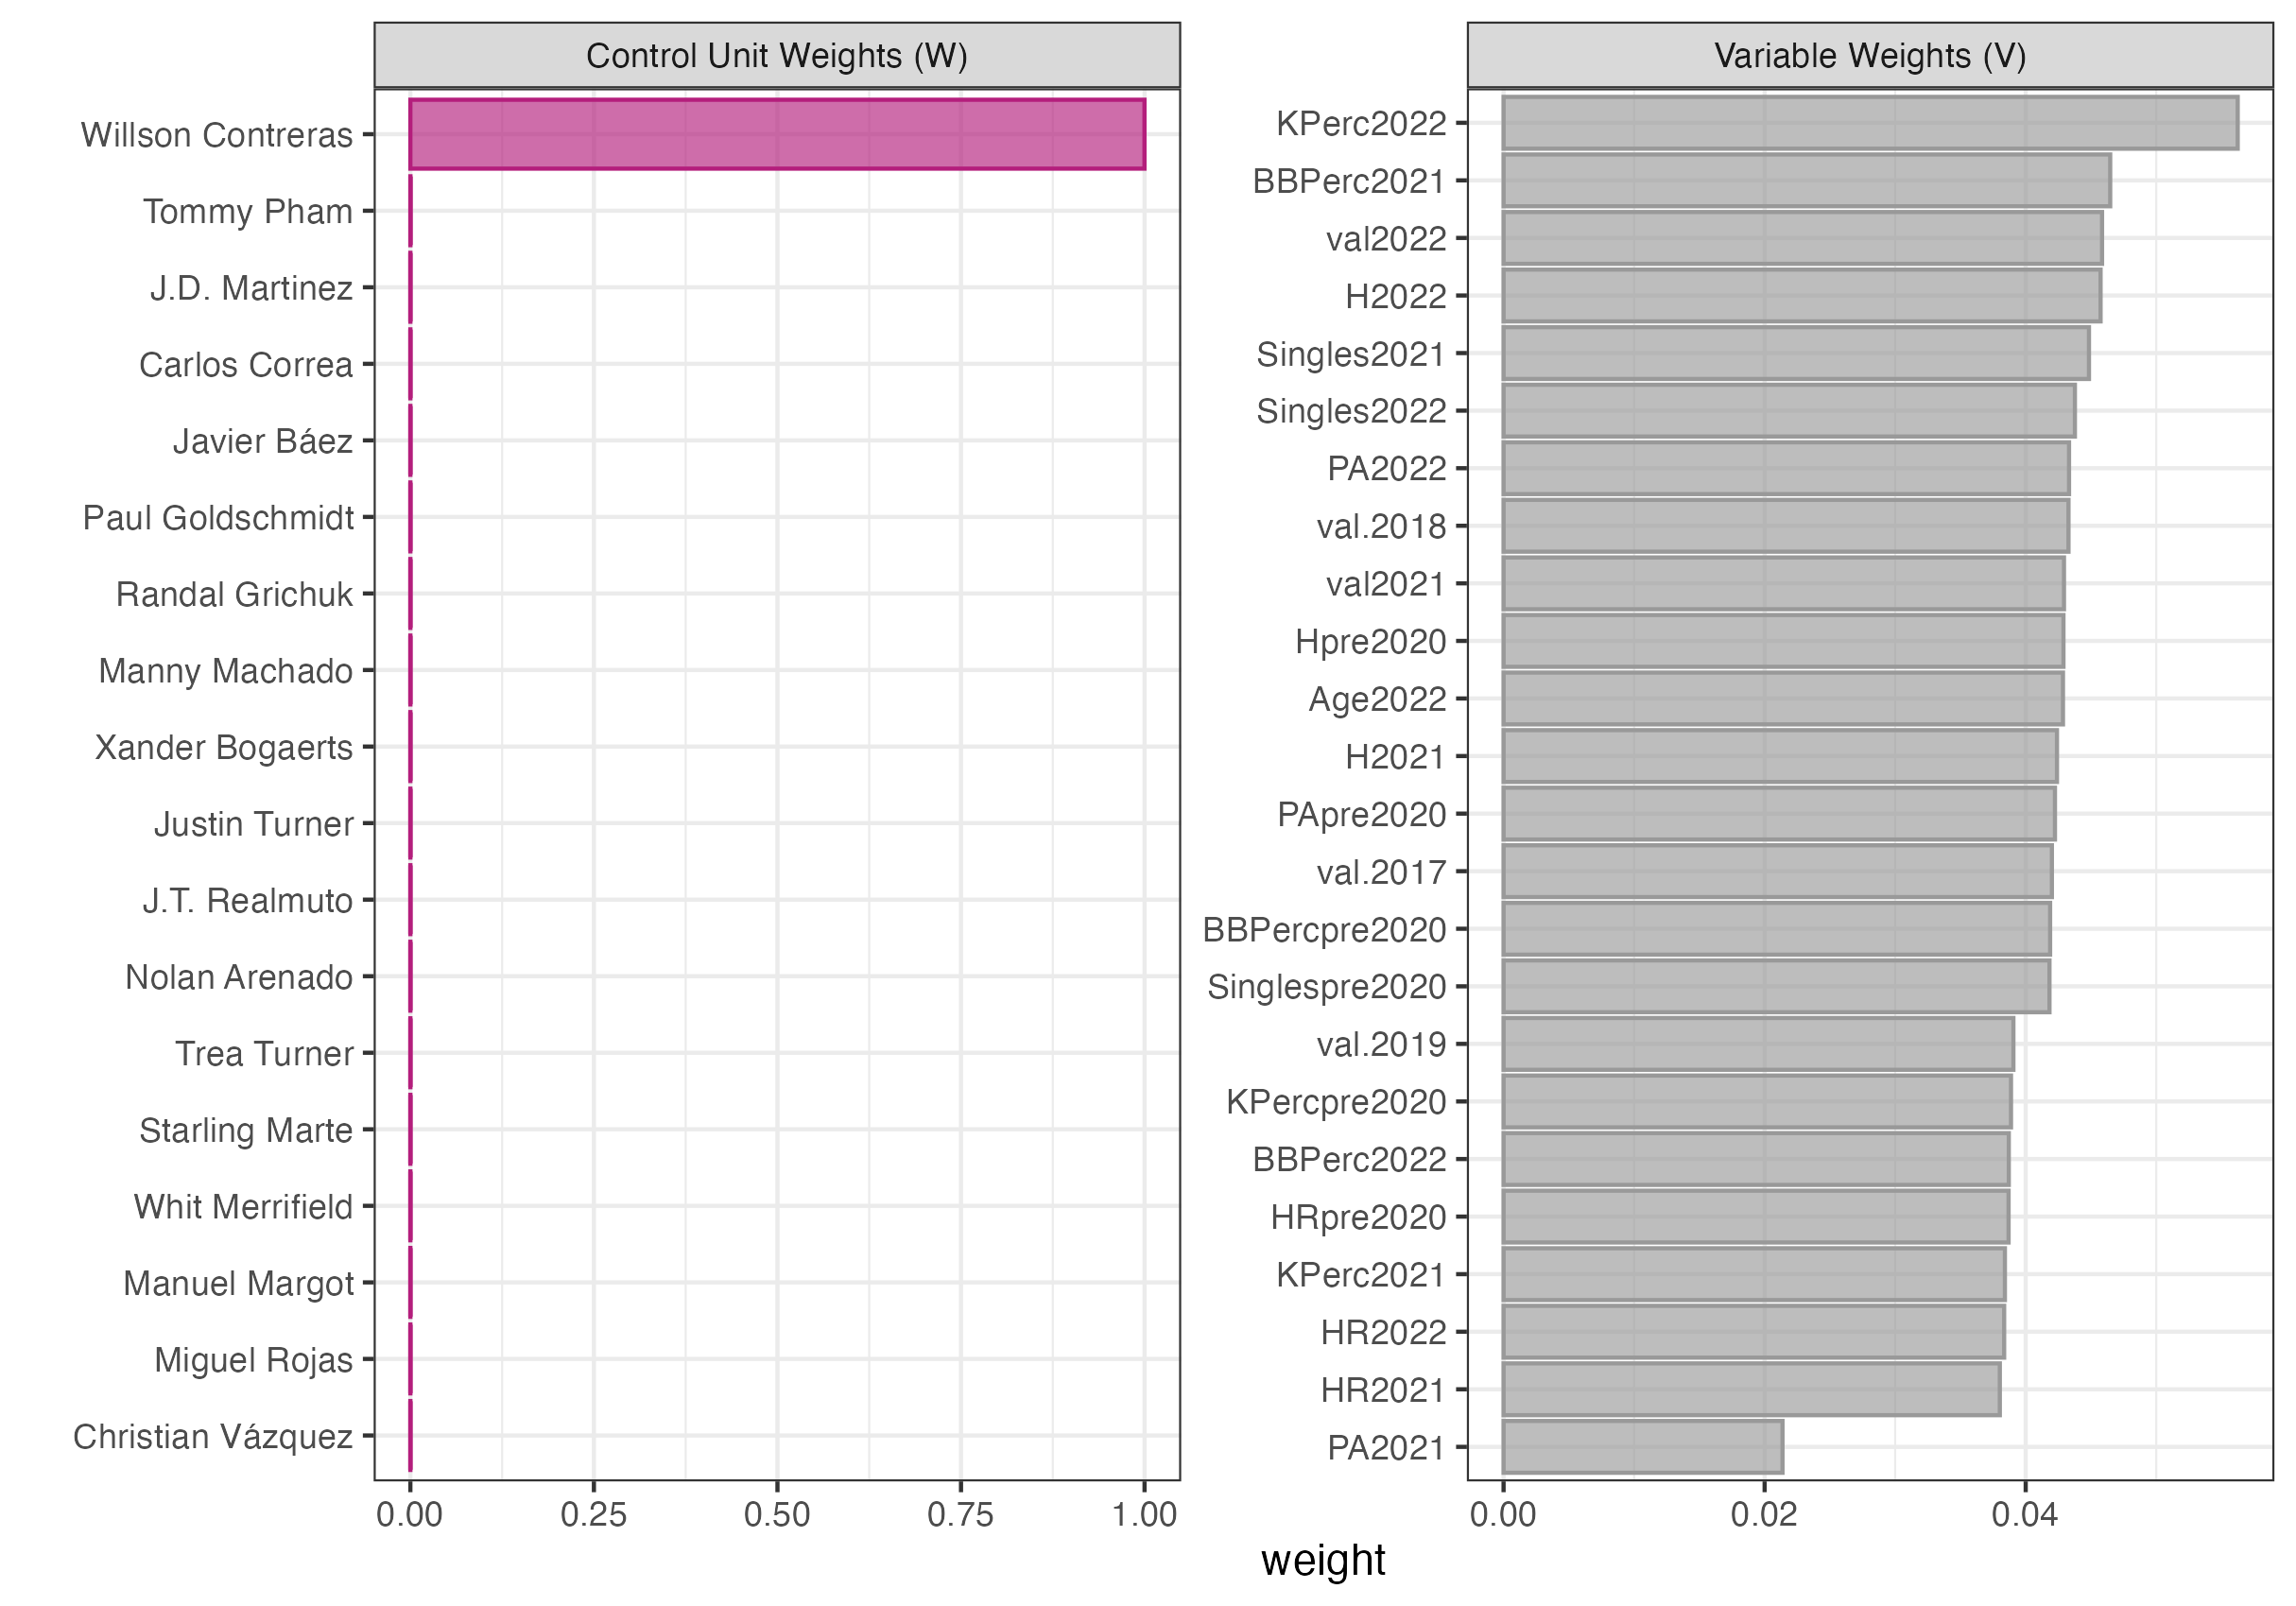 Control Unit Weights (W)
Willson Contreras
Tommy Pham
J.D. Martinez
Carlos Correa
Javier Báez
Paul Goldschmidt
Randal Grichuk
Manny Machado
Xander Bogaerts
Justin Turner
J.T. Realmuto
Nolan Arenado
Trea Turner
Starling Marte
Whit Merrifield
Manuel Margot
Miguel Rojas
Christian Vázquez
0.00 0.25 0.50 0.75 1.00
Variable Weights (V)
KPerc2022
BBPerc2021
val2022
H2022
Singles2021
Singles2022
PA2022
val.2018
val2021
Hpre2020
Age2022
H2021
PApre2020
val.2017
BBPercpre2020
Singlespre2020
val.2019
KPercpre2020
BBPerc2022
HRpre2020
KPerc2021
HR2022
HR2021
PA2021
0.00 0.02 0.04
weight